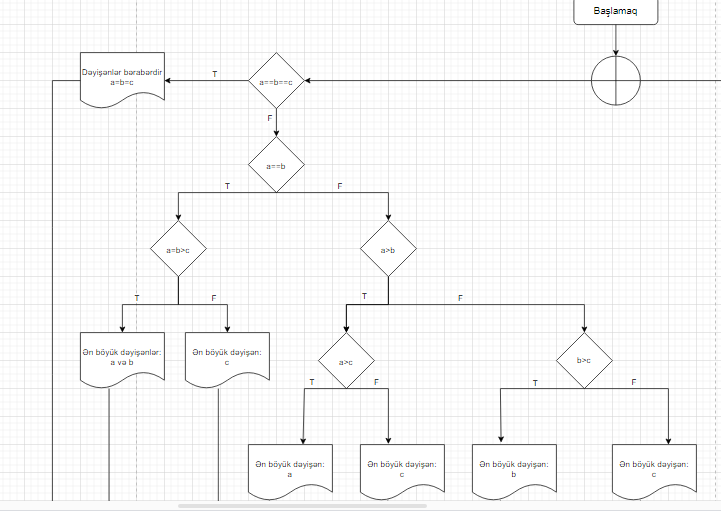 Başlamaq
Dəyişənlər bərabərdir
a=b=c
T
a==b==c
F
a==b
T
F
a=b>c
a>b
T
F
T
F
Ən böyük dəyişənlər:
a və b
Ən böyük dəyişən:
c
a>c
b>c
T
F
T
F
Ən böyük dəyişən:
a
Ən böyük dəyişən:
c
Ən böyük dəyişən:
b
Ən böyük dəyişən:
c